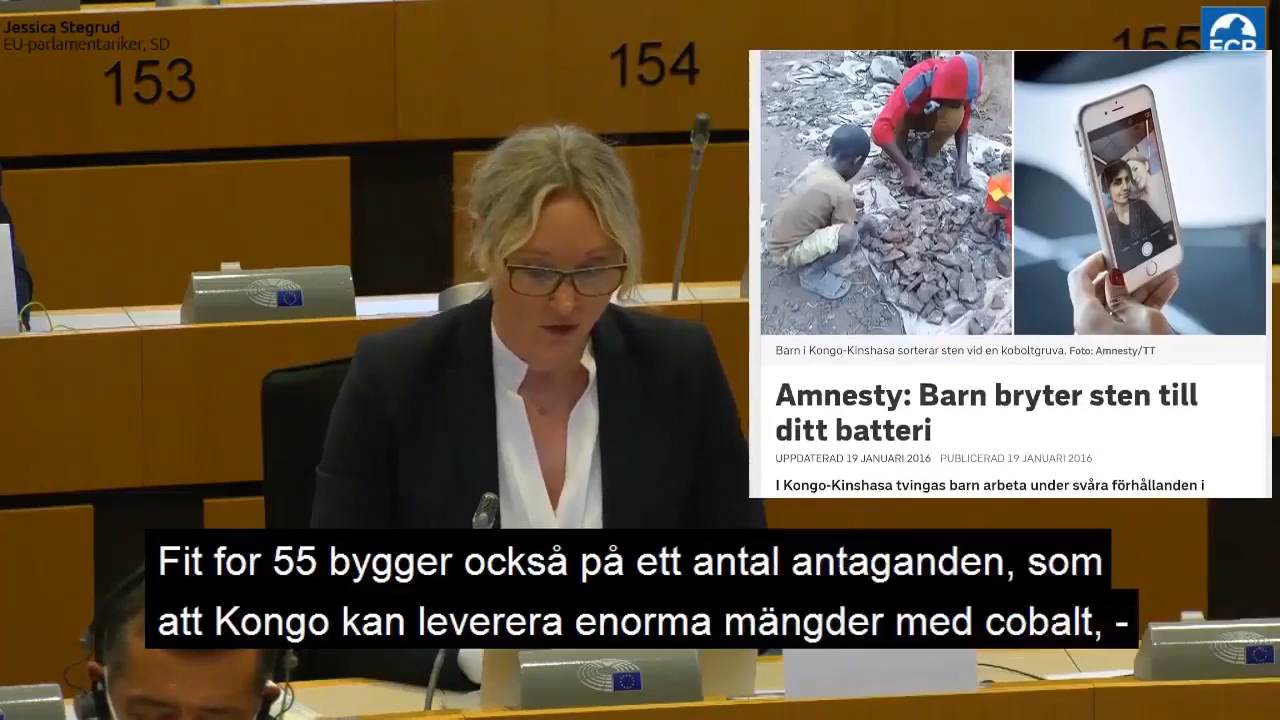 Jessica Stegrud
EU-parlamentariker, SD
153
154
155
ECR
Barn i Kongo-Kinshasa sorterar sten vid en koboltgruva. Foto: Amnesty/TT
Amnesty: Barn bryter sten till
ditt batteri
UPPDATERAD 19 JANUARI 2016 PUBLICERAD 19 JANUARI 2016
I Kongo-Kinshasa tvingas barn arbeta under svåra förhållanden i
Fit for 55 bygger också på ett antal antaganden, som
att Kongo kan leverera enorma mängder med cobalt, -